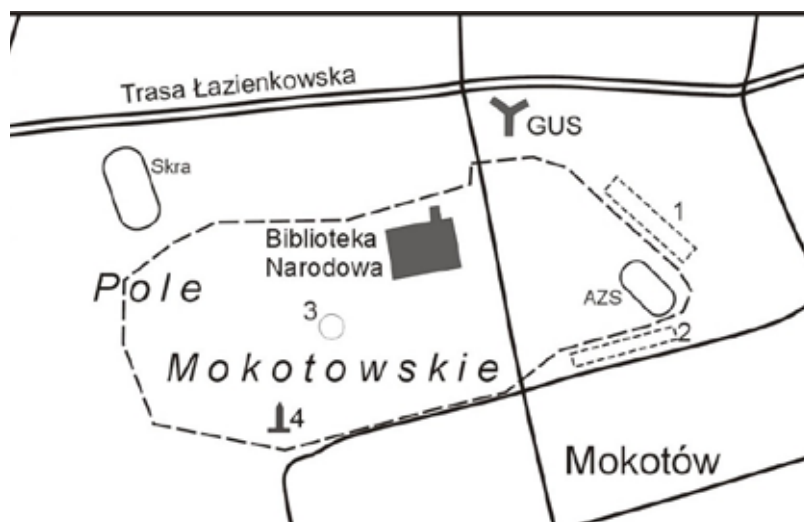 Trasa Łazienkowska
GUS
Skra
1
Biblioteka
Narodowa
Pole
AZS
3
2
Mokotowskie
4
Mokotów